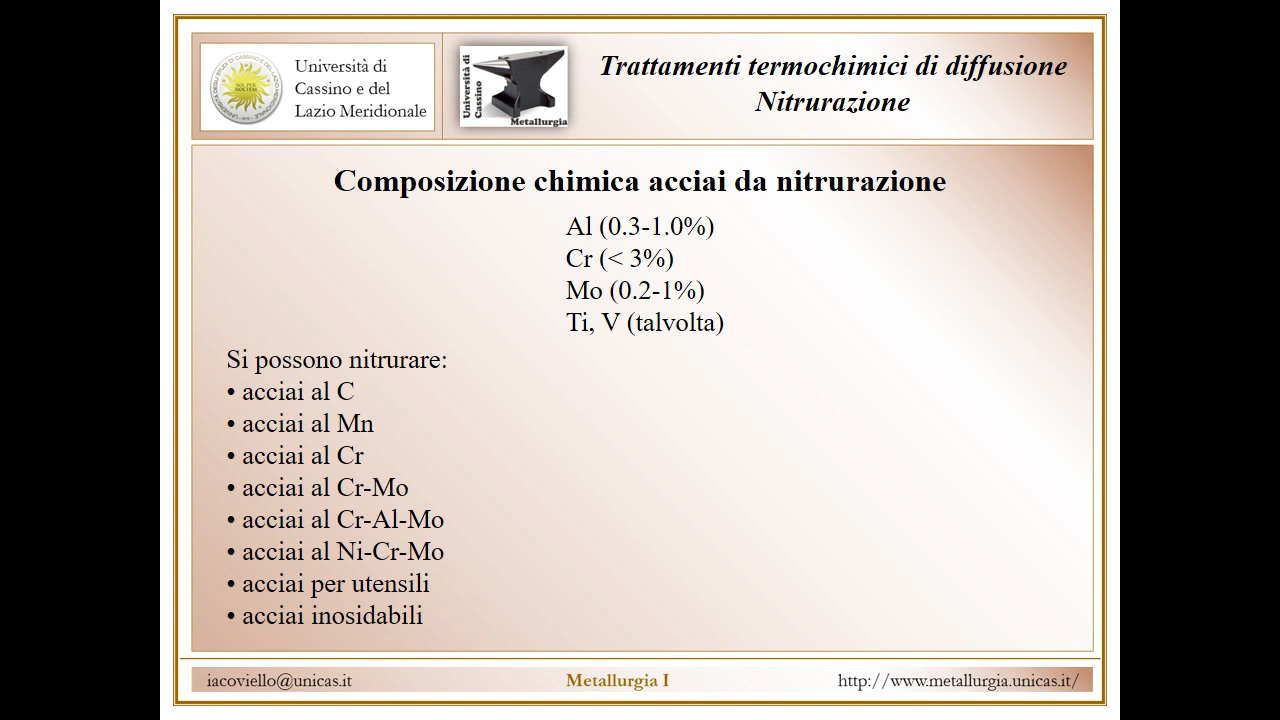 Università di
Cassino e del
Lazio Meridionale
Università di
Cassino
Metallurgia
Trattamenti termochimici di diffusione
Nitrurazione
Composizione chimica acciai da nitrurazione
Al (0.3-1.0%)
Cr (< 3%)
Mo (0.2-1%)
Ti, V (talvolta)
Si possono nitrurare:
• acciai al C
• acciai al Mn
• acciai al Cr
• acciai al Cr-Mo
• acciai al Cr-Al-Mo
• acciai al Ni-Cr-Mo
• acciai per utensili
• acciai inosidabili
iacoviello@unicas.it
Metallurgia I
http://www.metallurgia.unicas.it/